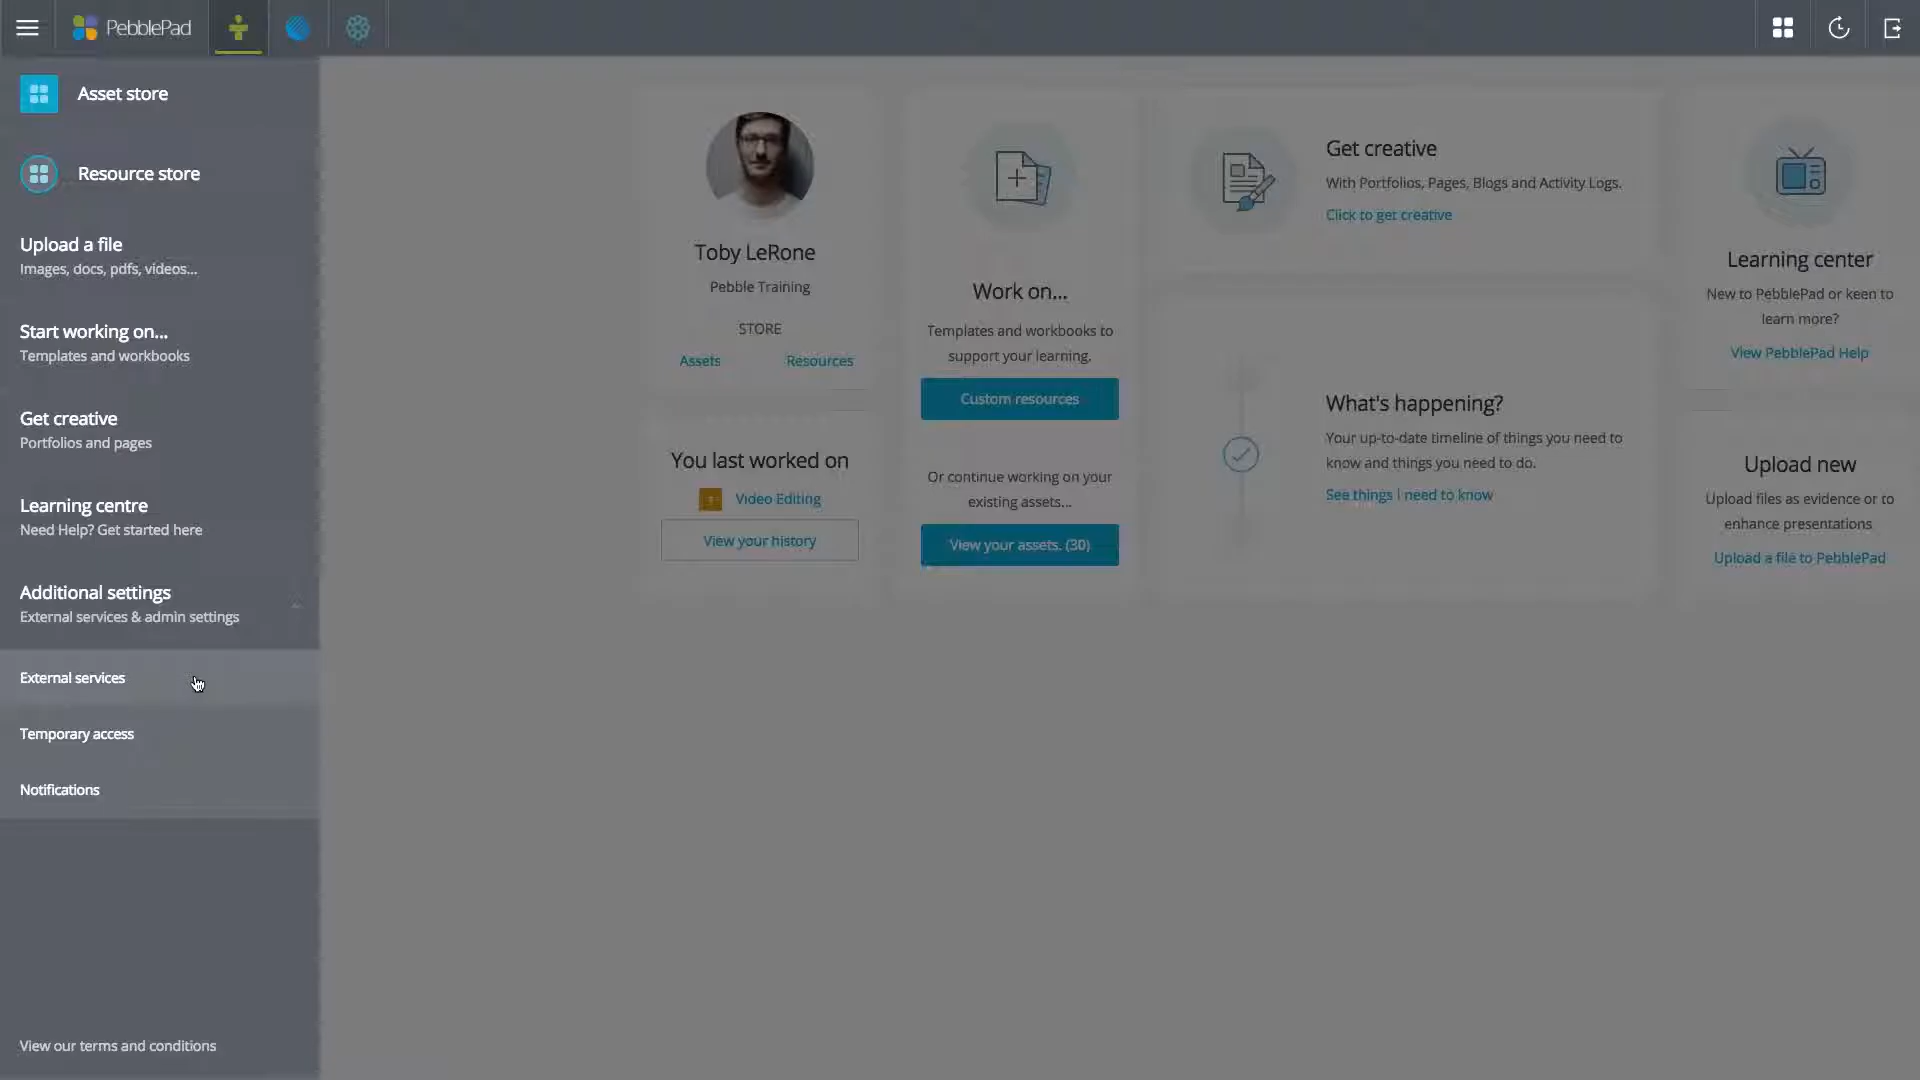 PebblePad
Asset store
Resource store
Upload a file
Images, docs, pdfs, videos...
Start working on...
Templates and workbooks
Get creative
Portfolios and pages
Learning centre
Need Help? Get started here
Additional settings
External services & admin settings
External services
Temporary access
Notifications
View our terms and conditions
Toby LeRone
Pebble Training
STORE
Assets Resources
You last worked on
Video Editing
View your history
Work on...
Templates and workbooks to
support your learning.
Custom resources
Or continue working on your
existing assets...
View your assets. (30)
Get creative
With Portfolios, Pages, Blogs and Activity Logs.
Click to get creative
What's happening?
Your up-to-date timeline of things you need to
know and things you need to do.
See things I need to know
Learning center
New to PebblePad or keen to
learn more?
View PebblePad Help
Upload new
Upload files as evidence or to
enhance presentations
Upload a file to PebblePad